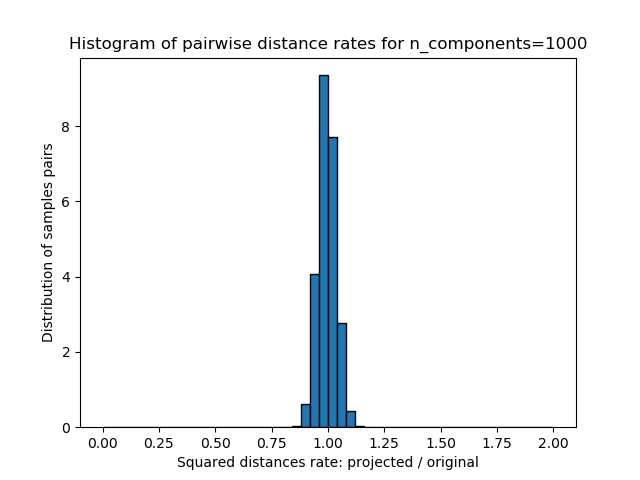 Histogram of pairwise distance rates for n_components=1000
Distribution of samples pairs
8
6
4
2
0
0.00 0.25 0.50 0.75 1.00 1.25 1.50 1.75 2.00
Squared distances rate: projected / original